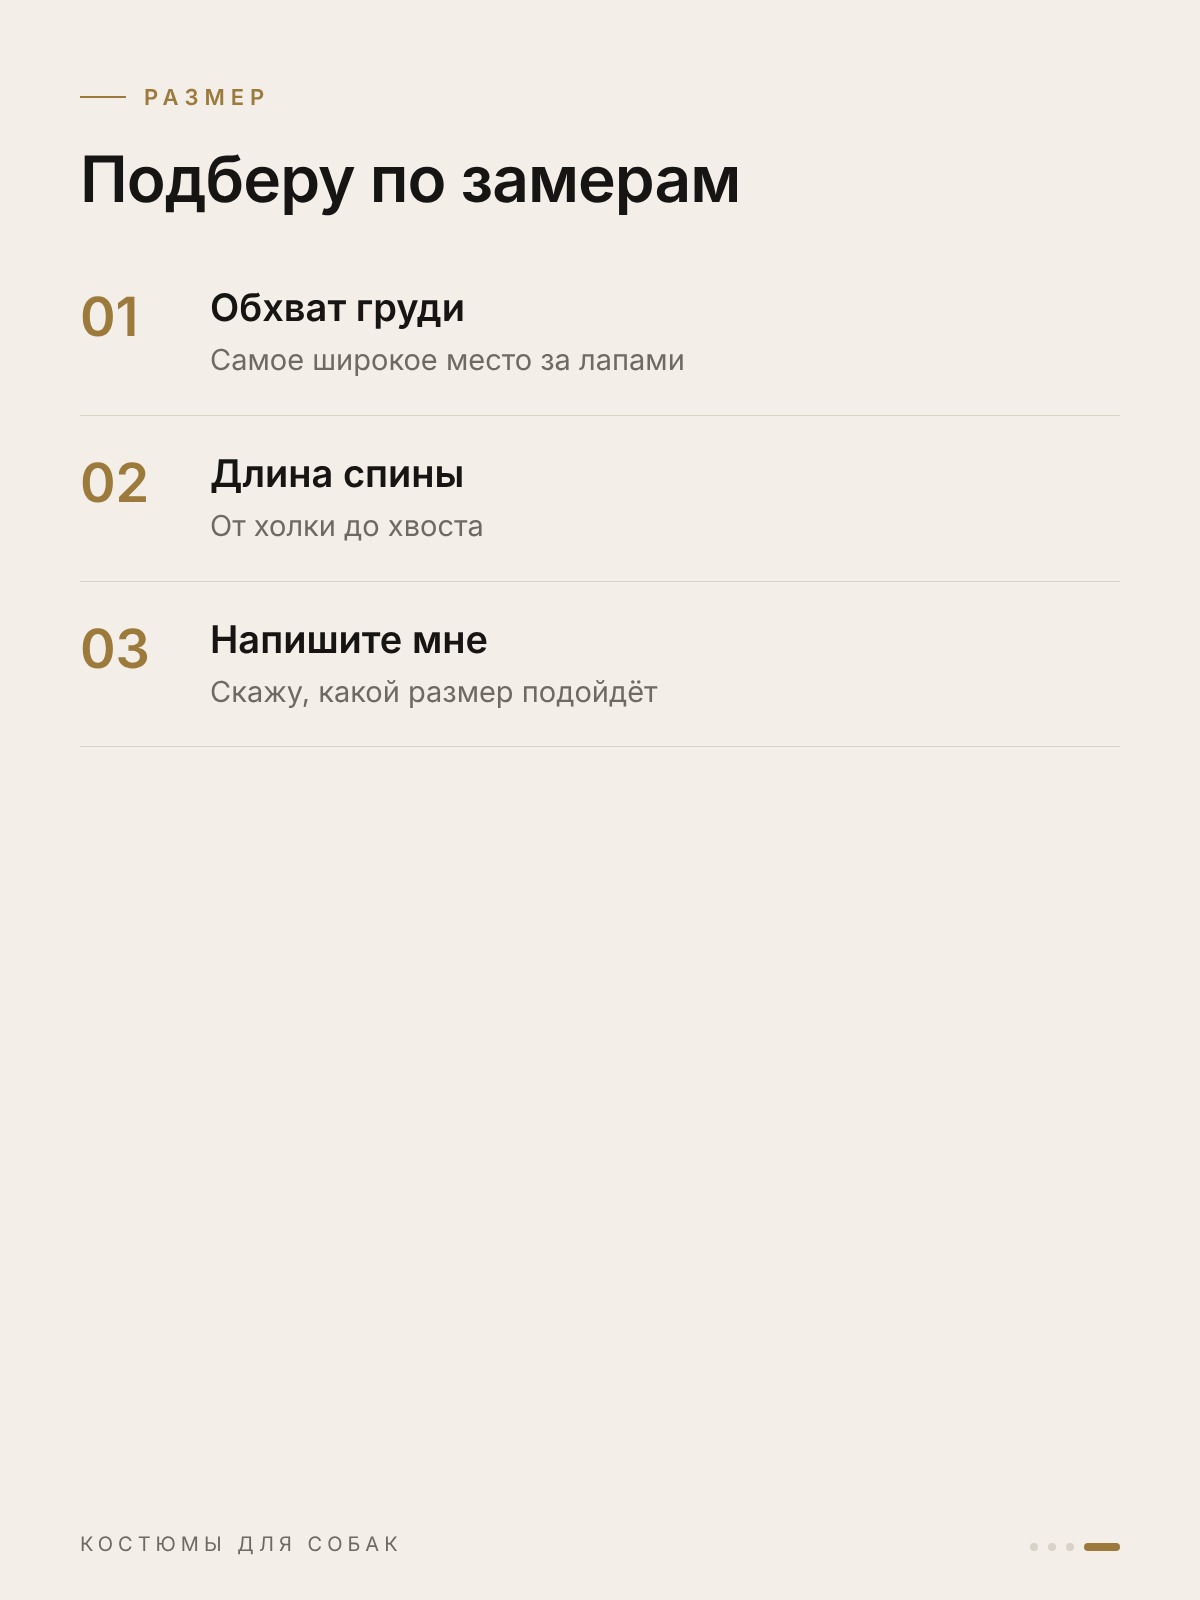 РАЗМЕР
Подберу по замерам
01
Обхват груди
Самое широкое место за лапами
02
Длина спины
От холки до хвоста
03
Напишите мне
Скажу, какой размер подойдёт
КОСТЮМЫ ДЛЯ СОБАК